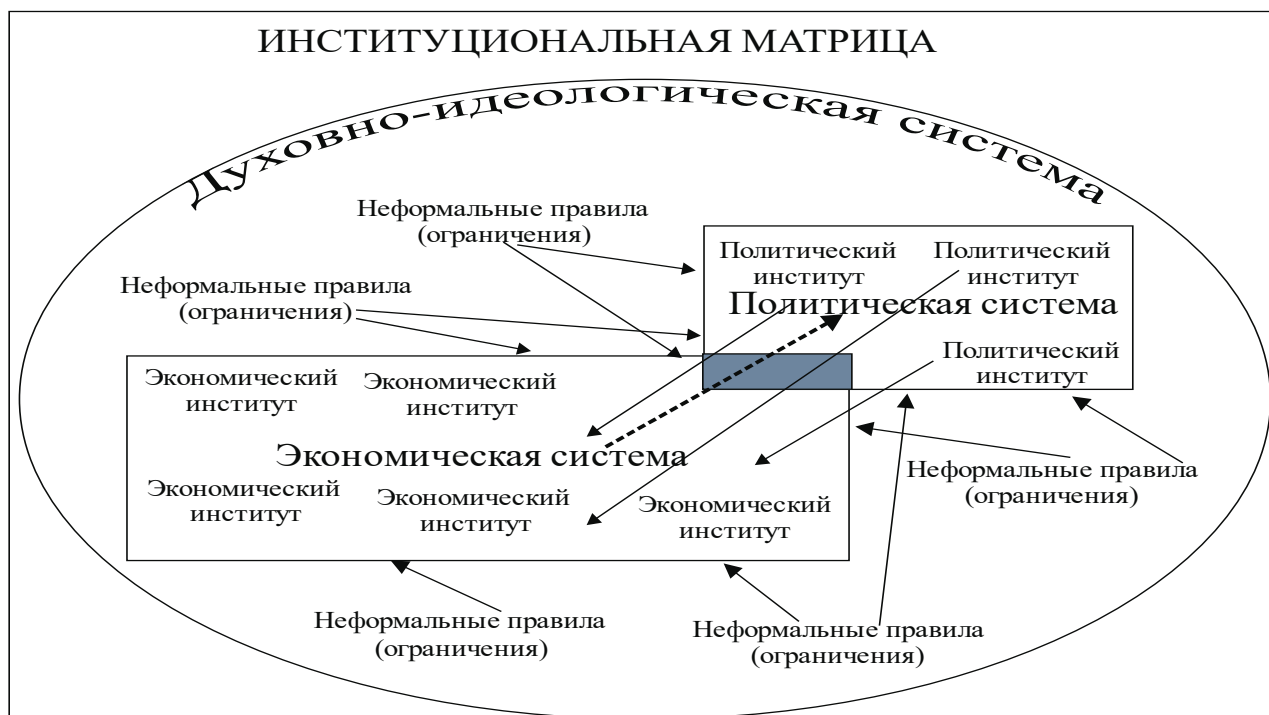 ИНСТИТУЦИОНАЛЬНАЯ МАТРИЦА
Духовно-идеологическая система
Неформальные правила
(ограничения)
Политический
институт
Политический
институт
Политическая система
Неформальные правила
(ограничения)
Политический
институт
Экономический
институт
Экономический
институт
Экономическая система
Неформальные правила
(ограничения)
Экономический
институт
Экономический
институт
Экономический
институт
Неформальные правила
(ограничения)
Неформальные правила
(ограничения)